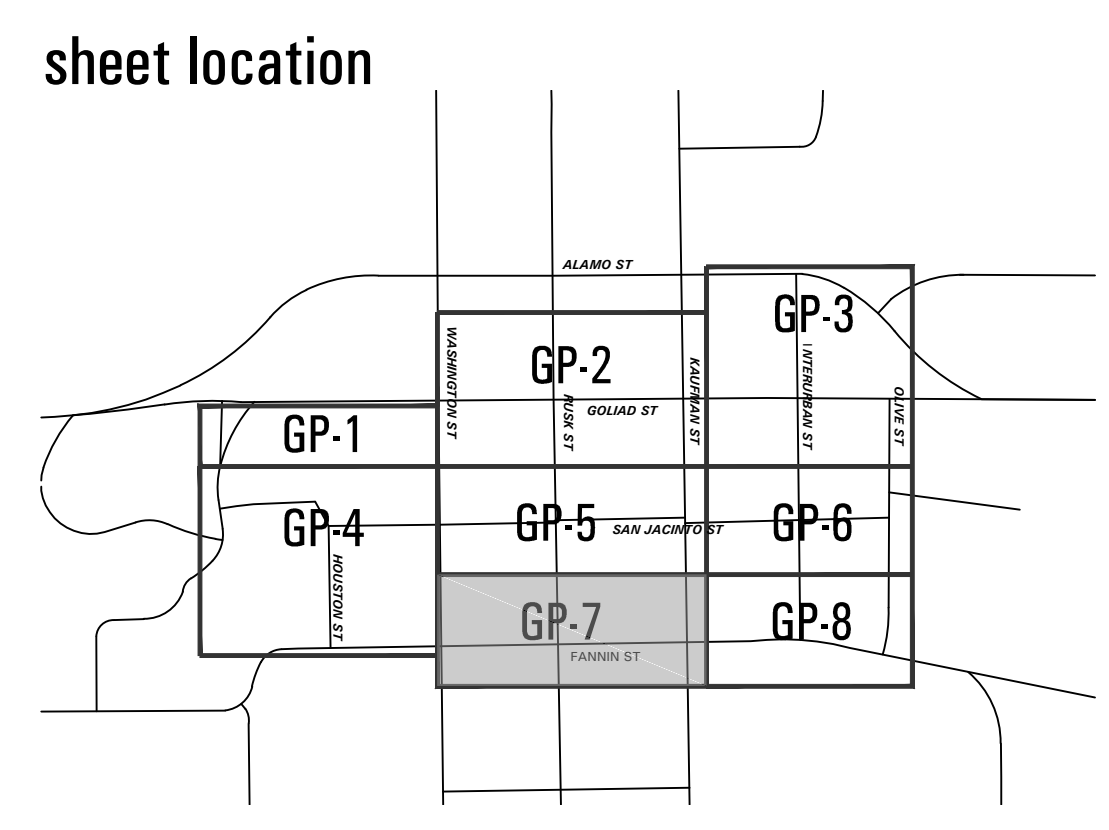 sheet location
ALAMO ST
GP-3
GP-2
WASHINGTON ST
RUSK ST
GOLIAD ST
KAUFMAN ST
INTERURBAN ST
OLIVE ST
GP-1
GP-4
GP-5
SAN JACINTO ST
GP-6
HOUSTON ST
GP-7
GP-8
FANNIN ST